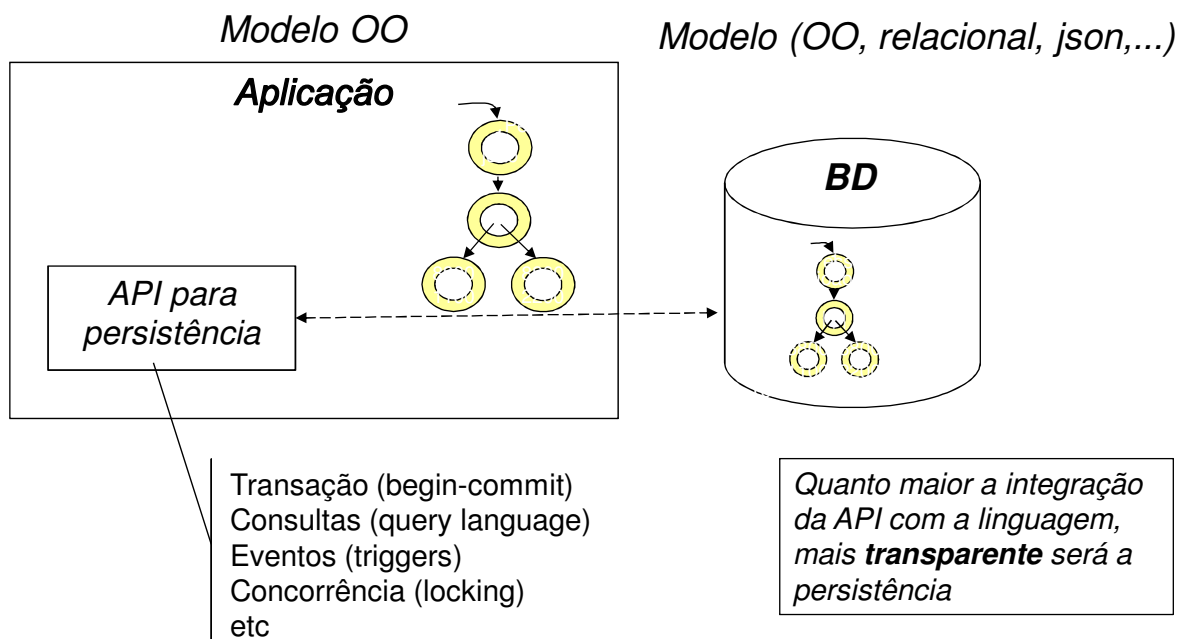 Modelo OO
Modelo (OO, relacional, json,...)
Aplicação
BD
API para
persistência
Transação (begin-commit)
Consultas (query language)
Eventos (triggers)
Concorrência (locking)
etc
Quanto maior a integração
da API com a linguagem,
mais transparente será a
persistência